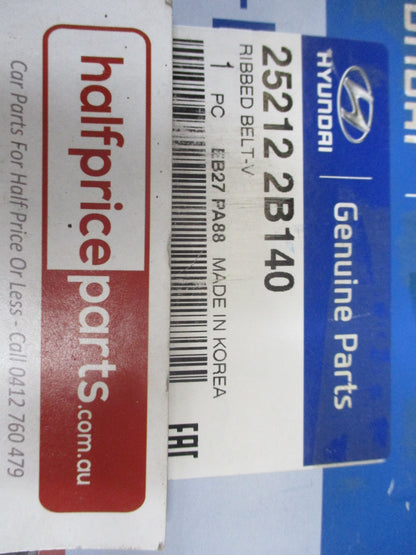 HYUNDAI
Genuine Parts
25212 2B140
RIBBED BELT-V
1 PC
B27 PA88 MADE IN KOREA
EAC
halfpriceparts.com.au
Car Parts For Half Price Or Less - Call 0412 760 479